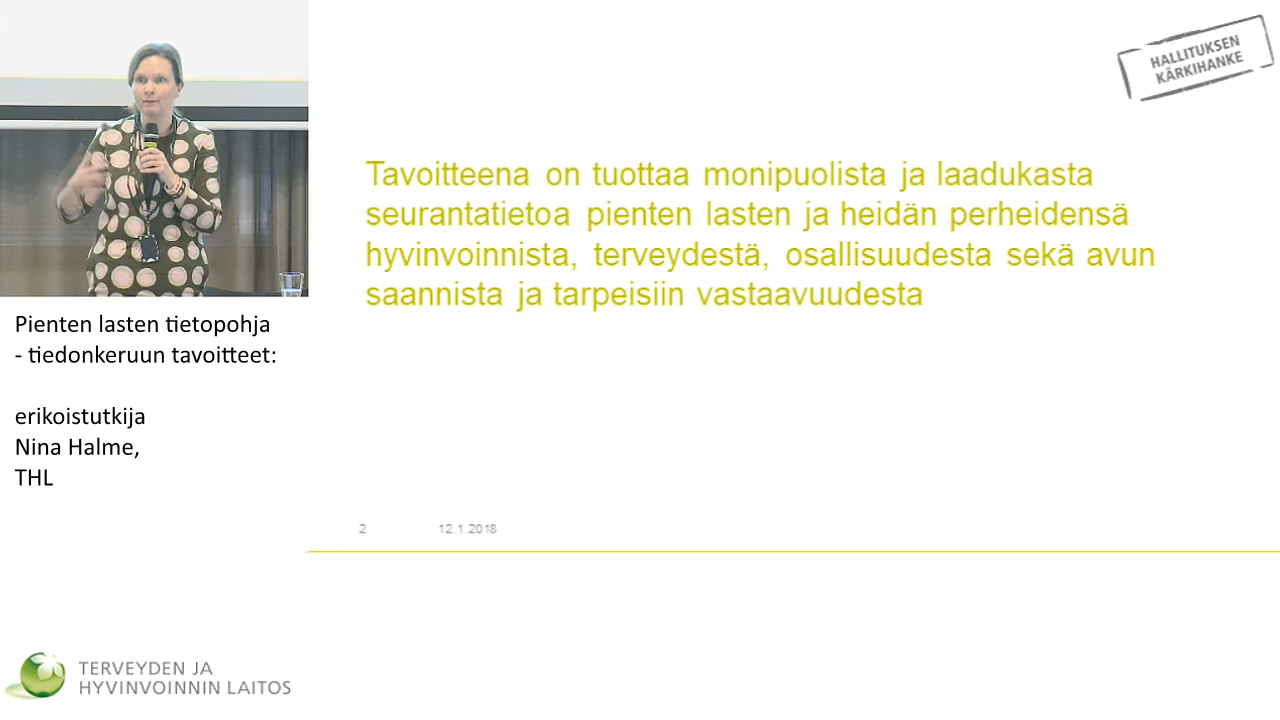 HALLITUKSEN
KÄRKIHANKE
Tavoitteena on tuottaa monipuolista ja laadukasta
seurantatietoa pienten lasten ja heidän perheidensä
hyvinvoinnista, terveydestä, osallisuudesta sekä avun
saannista ja tarpeisiin vastaavuudesta
Pienten lasten tietopohja
- tiedonkeruun tavoitteet:
erikoistutkija
Nina Halme,
THL
2 12.1.2018
TERVEYDEN JA
HYVINVOINNIN LAITOS